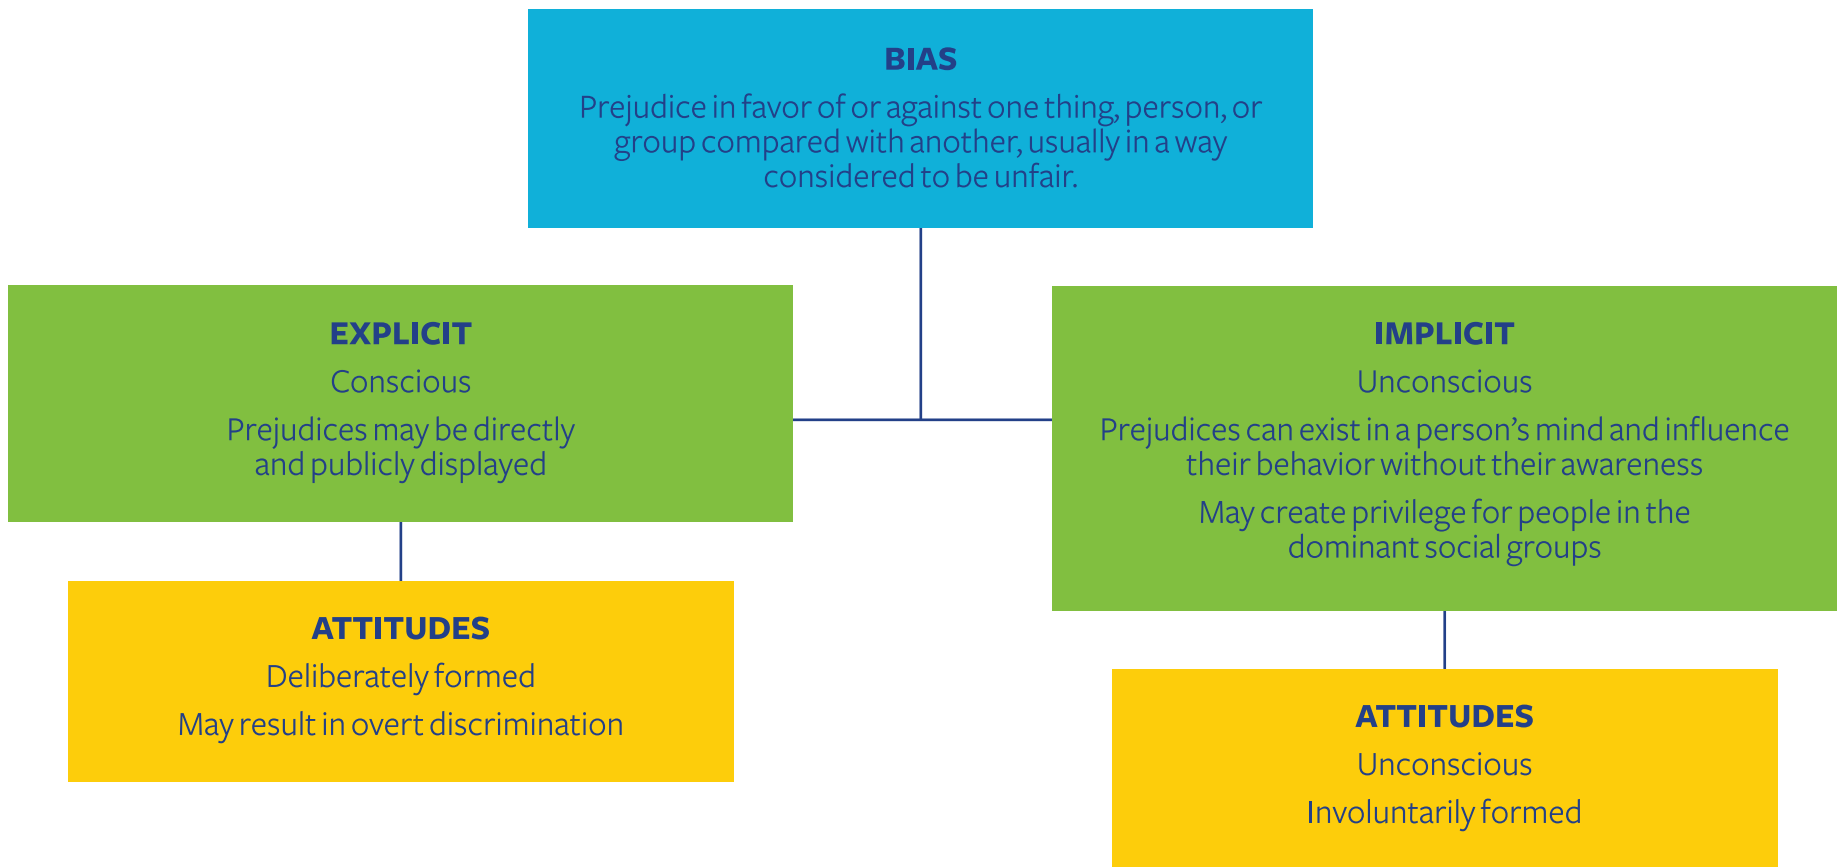 BIAS
Prejudice in favor of or against one thing, person, or
group compared with another, usually in a way
considered to be unfair.
EXPLICIT
Conscious
Prejudices may be directly
and publicly displayed
IMPLICIT
Unconscious
Prejudices can exist in a person’s mind and influence
their behavior without their awareness
May create privilege for people in the
dominant social groups
ATTITUDES
Deliberately formed
May result in overt discrimination
ATTITUDES
Unconscious
Involuntarily formed